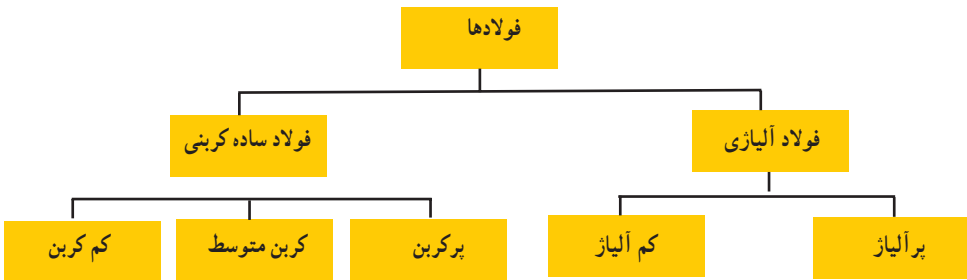 فولادها
فولاد آلیاژی
فولاد ساده کربنی
پرآلیاژ
کم آلیاژ
پرکربن
کربن متوسط
کم کربن